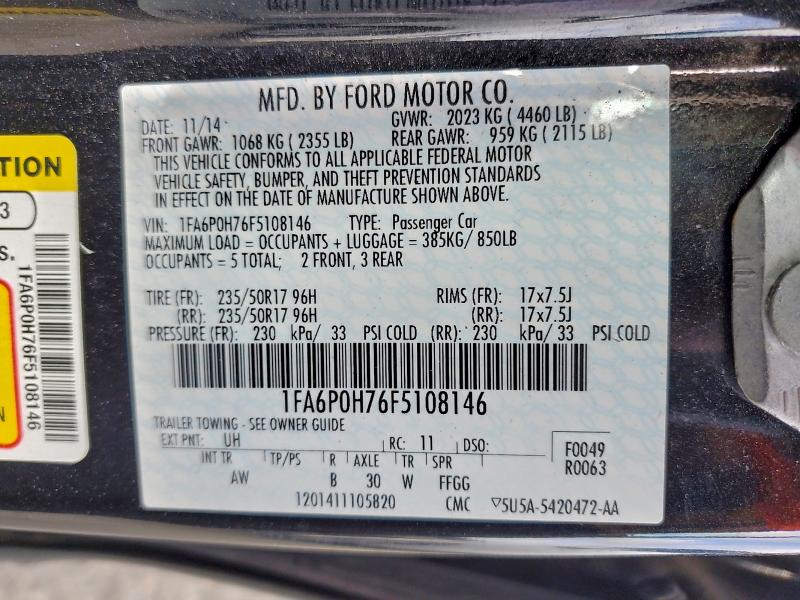 MFD. BY FORD MOTOR CO.
DATE: 11/14 GVWR: 2023 KG ( 4460 LB)
FRONT GAWR: 1068 KG ( 2355 LB) REAR GAWR: 959 KG ( 2115 LB)
THIS VEHICLE CONFORMS TO ALL APPLICABLE FEDERAL MOTOR
VEHICLE SAFETY, BUMPER, AND THEFT PREVENTION STANDARDS
IN EFFECT ON THE DATE OF MANUFACTURE SHOWN ABOVE.
VIN: 1FA6P0H76F5108146 TYPE: Passenger Car
MAXIMUM LOAD = OCCUPANTS + LUGGAGE = 385KG/ 850LB
OCCUPANTS = 5 TOTAL; 2 FRONT, 3 REAR
TIRE (FR): 235/50R17 96H RIMS (FR): 17x7.5J
(RR): 235/50R17 96H (RR): 17x7.5J
PRESSURE (FR): 230 kPa/ 33 PSI COLD (RR): 230 kPa/ 33 PSI COLD
1FA6P0H76F5108146
TRAILER TOWING - SEE OWNER GUIDE
EXT PNT: UH RC: 11 DSO: F0049
INT TR TP/PS R AXLE TR SPR R0063
AW B 30 W FFGG
1201411105820 CMC ▽5U5A-5420472-AA
TION
3
S.
1FA6P0H76F5108146
N